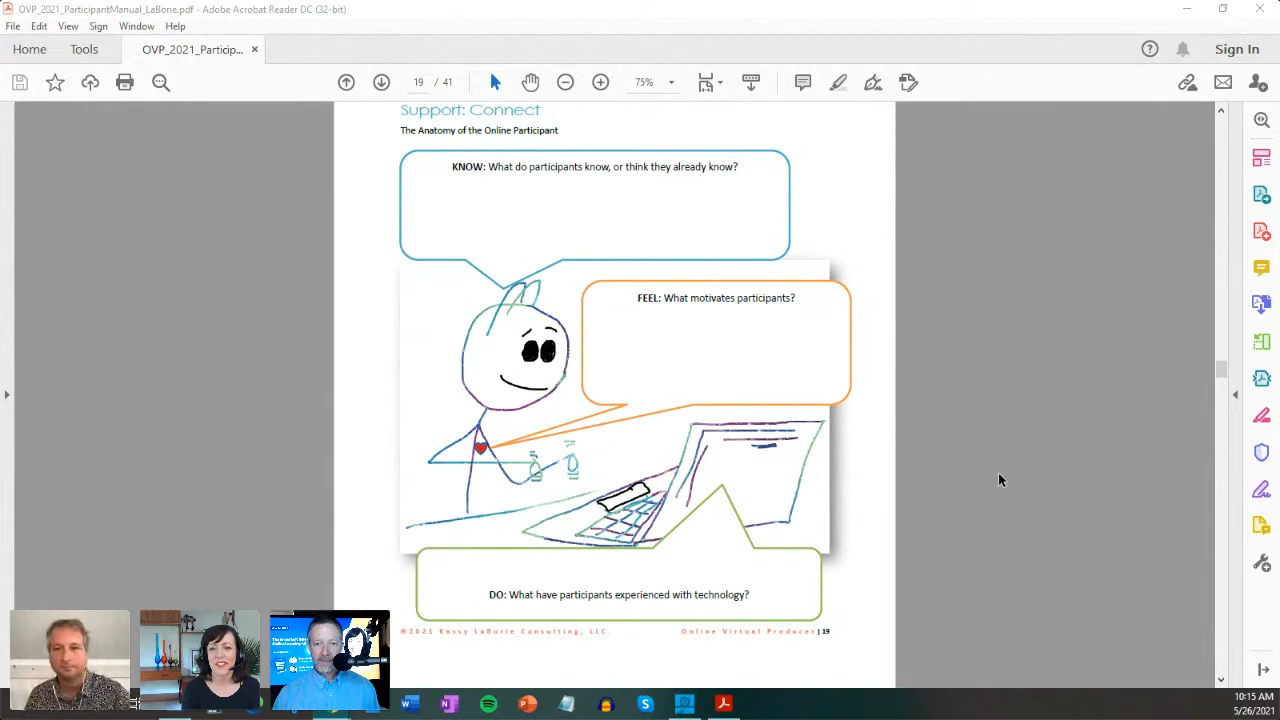 OVP_2021_ParticipantManual_LaBorie.pdf - Adobe Acrobat Reader DC (32-bit)
File Edit View Sign Window Help
Home Tools OVP_2021_Particip... × Sign In
19 / 41 75%
Support: Connect
The Anatomy of the Online Participant
KNOW: What do participants know, or think they already know?
FEEL: What motivates participants?
DO: What have participants experienced with technology?
©2021 Kassy LaBorie Consulting, LLC. Online Virtual Producer | 19
10:15 AM
5/26/2021